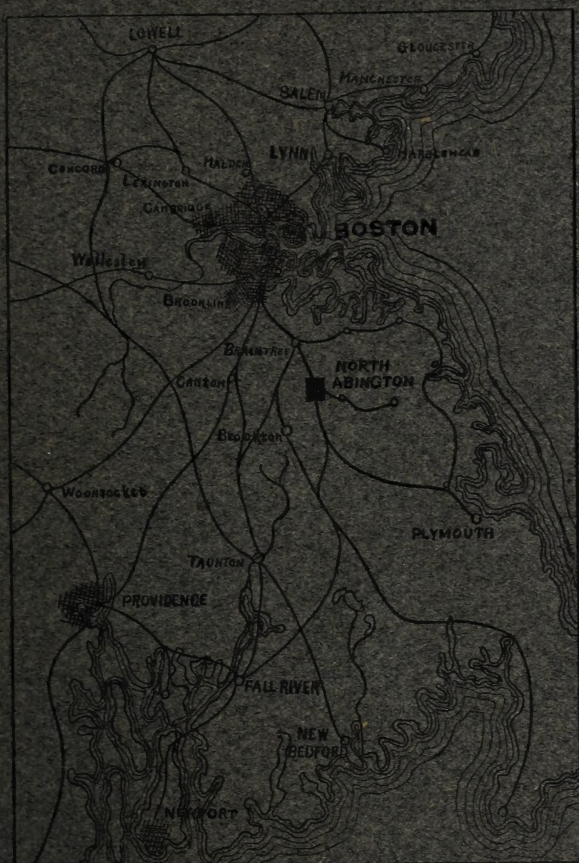 LOWELL
GLOUCESTER
MANCHESTER
SALEM
LYNN
MARBLEHEAD
CONCORD
MALDEN
LEXINGTON
CAMBRIDGE
BOSTON
Wellesley
BROOKLINE
BRAINTREE
NORTH
ABINGTON
CANTON
BROCKTON
WOONSOCKET
PLYMOUTH
TAUNTON
PROVIDENCE
FALL RIVER
NEW
BEDFORD
NEWPORT